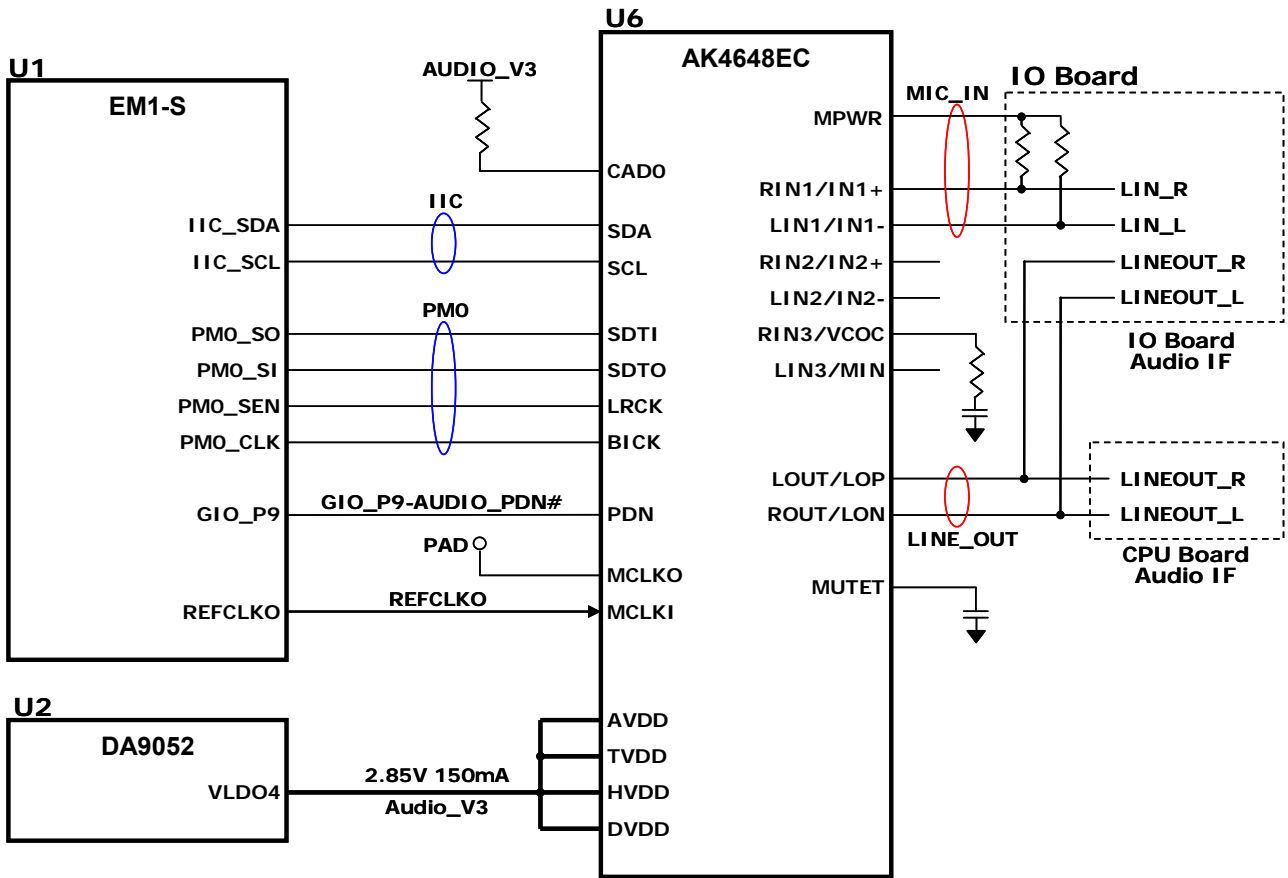 U1
EM1-S
IIC_SDA
IIC_SCL
PM0_SO
PM0_SI
PM0_SEN
PM0_CLK
GIO_P9
REFCLKO
U2
DA9052
VLDO4
AUDIO_V3
IIC
PM0
GIO_P9-AUDIO_PDN#
PAD
REFCLKO
2.85V 150mA
Audio_V3
U6
AK4648EC
CAD0
SDA
SCL
SDTI
SDTO
LRCK
BICK
PDN
MCLKO
MCLKI
AVDD
TVDD
HVDD
DVDD
MPWR
RIN1/IN1+
LIN1/IN1-
RIN2/IN2+
LIN2/IN2-
RIN3/VCOC
LIN3/MIN
LOUT/LOP
ROUT/LON
MUTET
MIC_IN
LINE_OUT
IO Board
LIN_R
LIN_L
LINEOUT_R
LINEOUT_L
IO Board
Audio IF
LINEOUT_R
LINEOUT_L
CPU Board
Audio IF